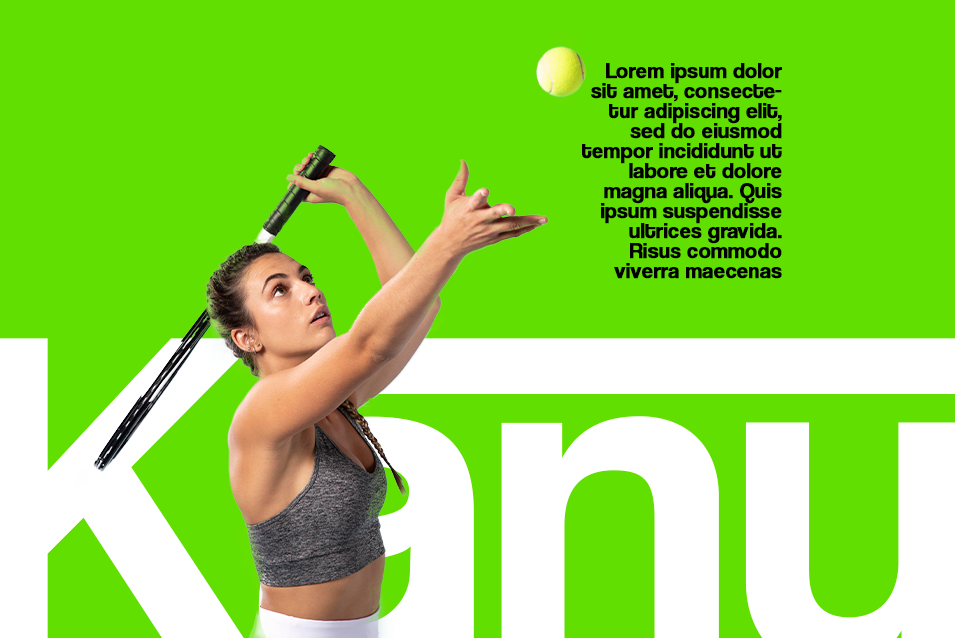 Lorem ipsum dolor
sit amet, consecte-
tur adipiscing elit,
sed do eiusmod
tempor incididunt ut
labore et dolore
magna aliqua. Quis
ipsum suspendisse
ultrices gravida.
Risus commodo
viverra maecenas
Kanu